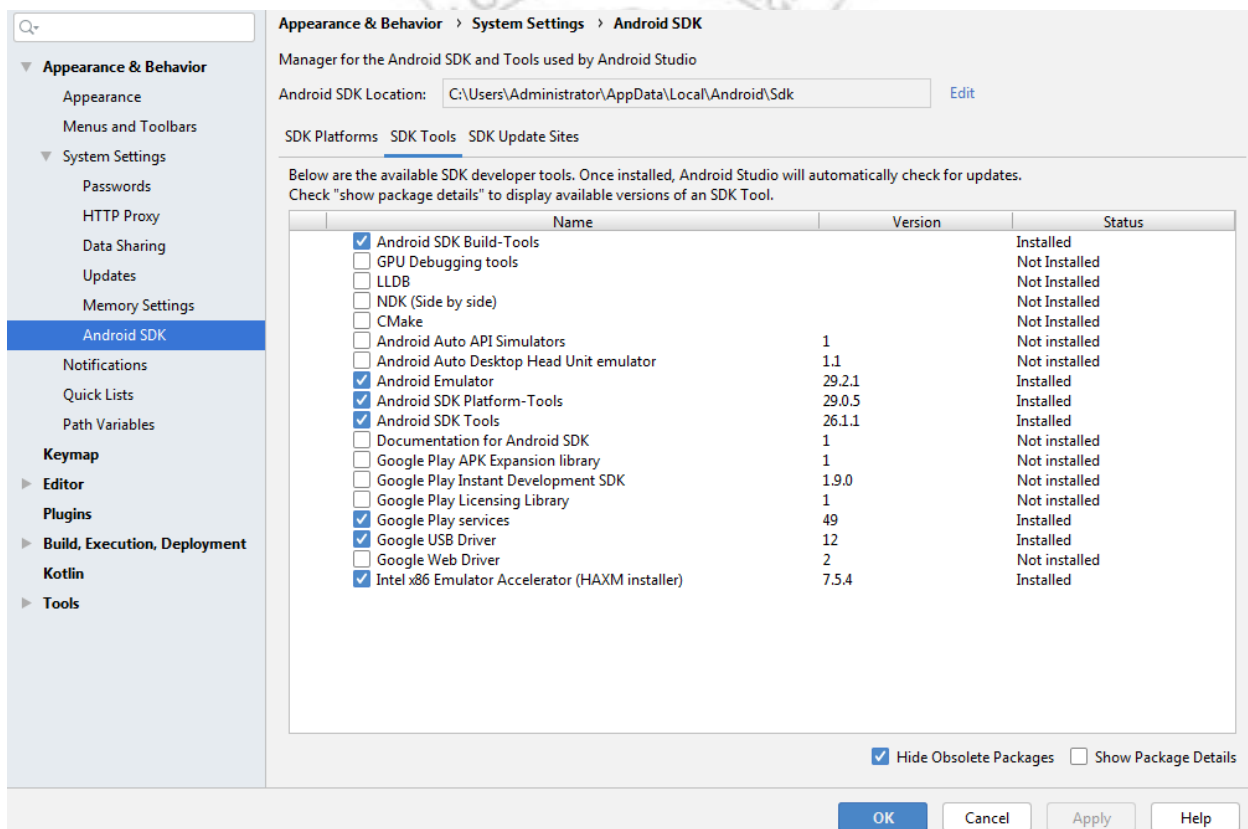 Appearance & Behavior › System Settings › Android SDK
Manager for the Android SDK and Tools used by Android Studio
Android SDK Location: C:\Users\Administrator\AppData\Local\Android\Sdk Edit
SDK Platforms SDK Tools SDK Update Sites
Below are the available SDK developer tools. Once installed, Android Studio will automatically check for updates.
Check "show package details" to display available versions of an SDK Tool.
Appearance & Behavior
Appearance
Menus and Toolbars
System Settings
Passwords
HTTP Proxy
Data Sharing
Updates
Memory Settings
Android SDK
Notifications
Quick Lists
Path Variables
Keymap
Editor
Plugins
Build, Execution, Deployment
Kotlin
Tools
Name Version Status
Android SDK Build-Tools Installed
GPU Debugging tools Not Installed
LLDB Not Installed
NDK (Side by side) Not Installed
CMake Not Installed
Android Auto API Simulators 1 Not installed
Android Auto Desktop Head Unit emulator 1.1 Not installed
Android Emulator 29.2.1 Installed
Android SDK Platform-Tools 29.0.5 Installed
Android SDK Tools 26.1.1 Installed
Documentation for Android SDK 1 Not installed
Google Play APK Expansion library 1 Not installed
Google Play Instant Development SDK 1.9.0 Not installed
Google Play Licensing Library 1 Not installed
Google Play services 49 Installed
Google USB Driver 12 Installed
Google Web Driver 2 Not installed
Intel x86 Emulator Accelerator (HAXM installer) 7.5.4 Installed
Hide Obsolete Packages Show Package Details
OK Cancel Apply Help